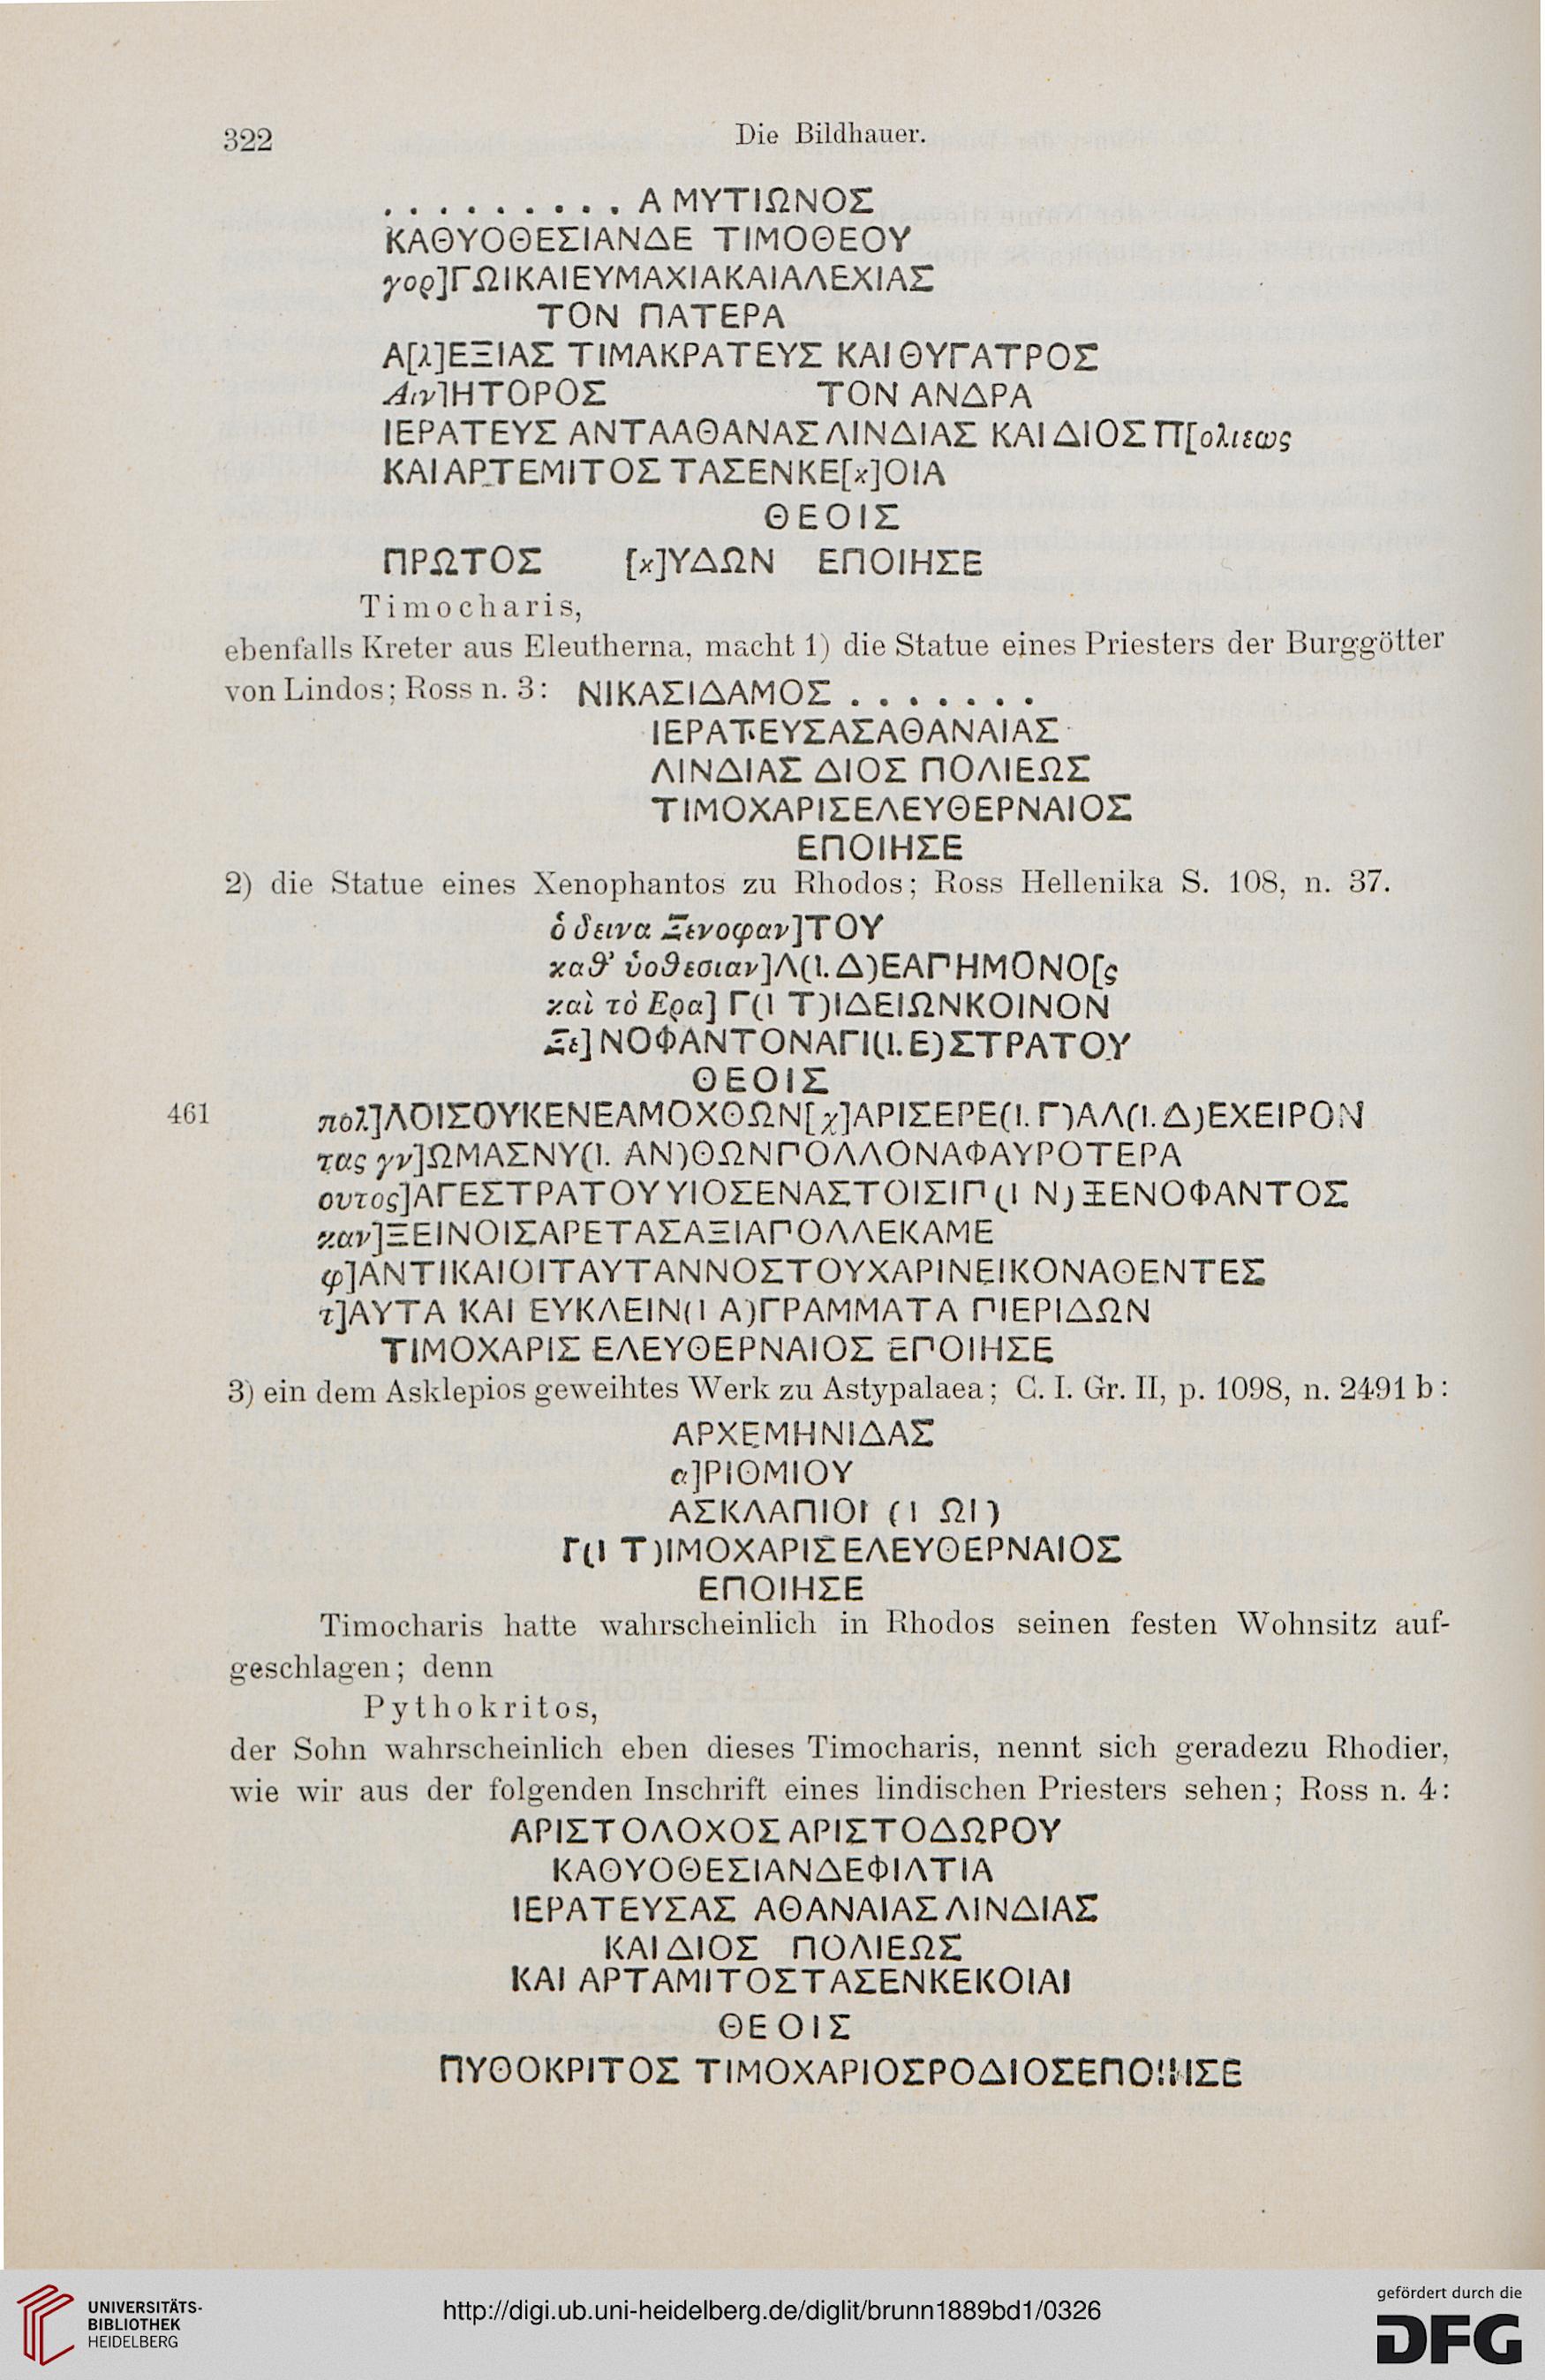 322
Die Bildhauer.
. . . . . . . . . Α ΜΥΤΙΩΝΟΣ
ΚΑΘΥΟΘΕΣΙΑΝΔΕ ΤΙΜΟΘΕΟΥ
γορ]ΓΩΙΚΑΙΕΥΜΑΧΙΑΚΑΙΑΛΕΧΙΑΣ
ΤΟΝ ΠΑΤΕΡΑ
Α[λ]ΕΞΙΑΣ ΤΙΜΑΚΡΑΤΕΥΣ ΚΑΙ ΘΥΓΑΤΡΟΣ
Αιν]ΗΤΟΡΟΣ ΤΟΝ ΑΝΔΡΑ
ΙΕΡΑΤΕΥΣ ΑΝΤΑΑΘΑΝΑΣ ΛΙΝΔΙΑΣ ΚΑΙ ΔΙΟΣ Π[ολιεως
ΚΑΙ ΑΡΤΕΜΙΤΟΣ ΤΑΣΕΝΚΕ[κ]ΟΙΑ
ΘΕΟΙΣ
ΠΡΩΤΟΣ [κ]ΥΔΩΝ ΕΠΟΙΗΣΕ
Timocharis,
ebenfalls Kreter aus Eleutherna, macht 1) die Statue eines Priesters der Burggötter
von Lindos; Ross n. 3: ΝΙΚΑΣΙΔΑΜΟΣ . . . . . . .
ΙΕΡΑΤΕΥΣΑΣΑΘΑΝΑΙΑΣ
ΛΙΝΔΙΑΣ ΔΙΟΣ ΠΟΛΙΕΩΣ
ΤΙΜΟΧΑΡΙΣΕΛΕΥΘΕΡΝΑΙΟΣ
ΕΠΟΙΗΣΕ
2) die Statue eines Xenophantos zu Rhodos; Ross Hellenika S. 108, n. 37.
ὁ δεινα Ξενοφαν]ΤΟΥ
καθ’ ὑοθεσιαν]Λ(l. Δ)ΕΑΓΗΜΟΝΟ[ς
καὶ τὸ Ερα] Γ(l Τ)ΙΔΕΙΩΝΚΟΙΝΟΝ
Ξε]ΝΟΦΑΝΤΟΝΑΓΙ(l. Ε)ΣΤΡΑΤΟΥ
ΘΕΟΙΣ
461
πολ]ΛΟΙΣΟΥΚΕΝΕΑΜΟΧΘΩΝ[χ]ΑΡΙΣΕΡΕ(l. Γ)ΑΛ(l. Δ)ΕΧΕΙΡΟΝ
τας γν]ΩΜΑΣΝΥ(l. ΑΝ)ΘΩΝΠΟΛΛΟΝΑΦΑΥΡΟΤΕΡΑ
ουτος]ΑΓΕΣΤΡΑΤΟΥ ΥΙΟΣΕΝΑΣΤΟΙΣΙΠ(l Ν)ΞΕΝΟΦΑΝΤΟΣ
καν]ΞΕΙΝΟΙΣΑΡΕΤΑΣΑΞΙΑΠΟΛΛΕΚΑΜΕ
φ]ΑΝΤΙΚΑΙΟΙΤΑΥΤΑΝΝΟΣΤΟΥΧΑΡΙΝΕΙΚΟΝΑΘΕΝΤΕΣ
τ]ΑΥΤΑ ΚΑΙ ΕΥΚΛΕΙΝ(l Α)ΓΡΑΜΜΑΤΑ ΠΙΕΡΙΔΩΝ
ΤΙΜΟΧΑΡΙΣ ΕΛΕΥΘΕΡΝΑΙΟΣ ΕΠΟΙΗΣΕ
3) ein dem Asklepios geweihtes Werk zu Astypalaea; C. I. Gr. II, p. 1098, n. 2491 b:
ΑΡΧΕΜΗΝΙΔΑΣ
α]ΡΙΘΜΙΟΥ
ΑΣΚΛΑΠΙΟΙ (l ΩΙ)
Γ(l Τ)ΙΜΟΧΑΡΙΣ ΕΛΕΥΘΕΡΝΑΙΟΣ
ΕΠΟΙΗΣΕ
Timocharis hatte wahrscheinlich in Rhodos seinen festen Wohnsitz auf-
geschlagen; denn
Pythokritos,
der Sohn wahrscheinlich eben dieses Timocharis, nennt sich geradezu Rhodier,
wie wir aus der folgenden Inschrift eines lindischen Priesters sehen; Ross n. 4:
ΑΡΙΣΤΟΛΟΧΟΣ ΑΡΙΣΤΟΔΩΡΟΥ
ΚΑΘΥΟΘΕΣΙΑΝΔΕΦΙΛΤΙΑ
ΙΕΡΑΤΕΥΣΑΣ ΑΘΑΝΑΙΑΣ ΛΙΝΔΙΑΣ
ΚΑΙ ΔΙΟΣ ΠΟΛΙΕΩΣ
ΚΑΙ ΑΡΤΑΜΙΤΟΣΤΑΣΕΝΚΕΚΟΙΑΙ
ΘΕΟΙΣ
ΠΥΘΟΚΡΙΤΟΣ ΤΙΜΟΧΑΡΙΟΣΡΟΔΙΟΣΕΠΟΙΗΣΕ
UNIVERSITÄTS-
BIBLIOTHEK
HEIDELBERG
http://digi.ub.uni-heidelberg.de/diglit/brunn1889bd1/0326
gefördert durch die
DFG